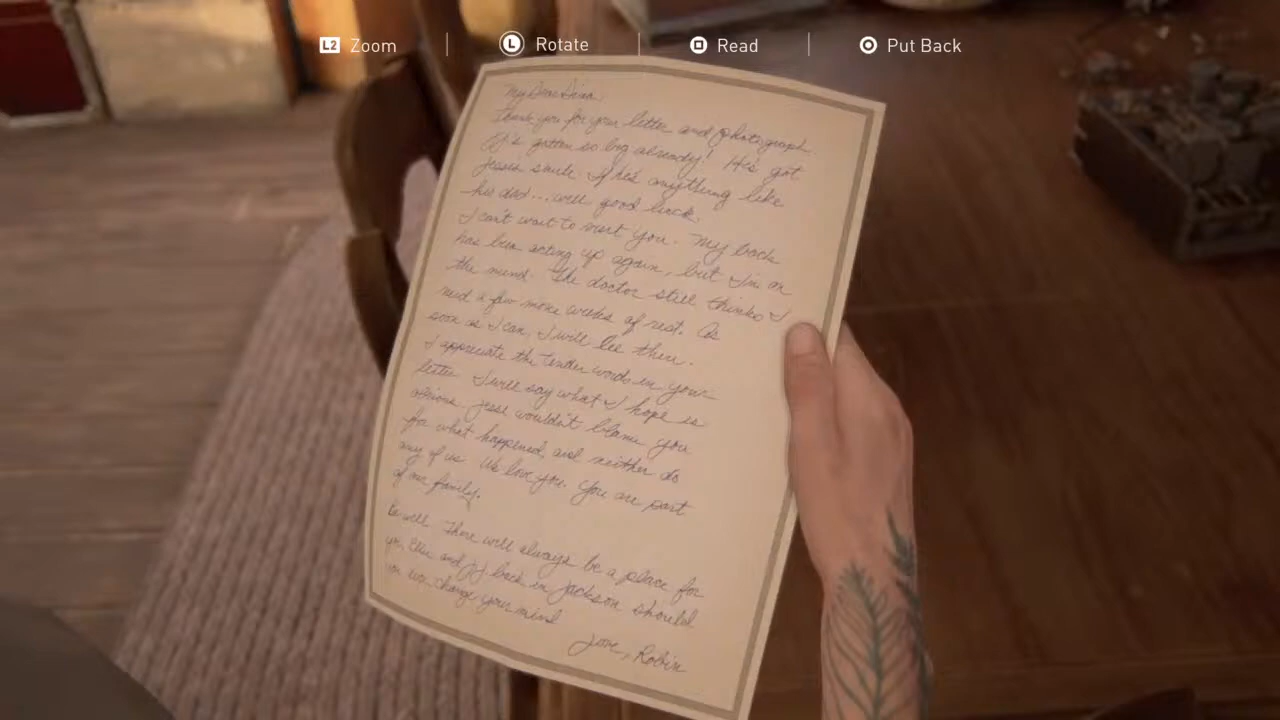 L2 Zoom
L Rotate
Read
Put Back
My Dear Dina,
Thank you for your letter and photograph.
JJ's gotten so big already! He's got
Jesse's smile. If he's anything like
his dad... well good luck.
I can't wait to visit you. My back
has been acting up again, but I'm on
the mend. The doctor still thinks I
need a few more weeks of rest. As
soon as I can, I will be there.
I appreciate the tender words in your
letter. I will say what I hope is
obvious. Jesse wouldn't blame you
for what happened, and neither do
any of us. We love you. You are part
of our family.
Be well. There will always be a place for
you, Ellie and JJ back in Jackson should
you ever change your mind
Love, Robin